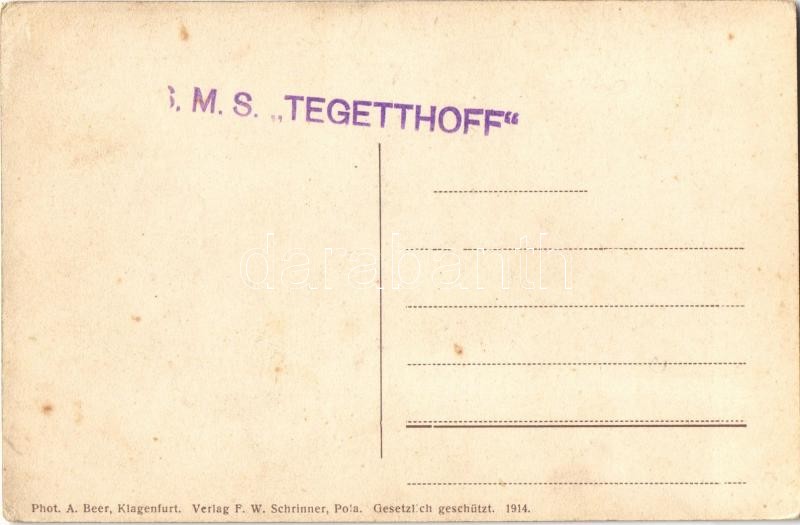 S. M. S. „TEGETTHOFF“
darabanth
Phot. A. Beer, Klagenfurt. Verlag F. W. Schrinner, Pola. Gesetzlich geschützt. 1914.